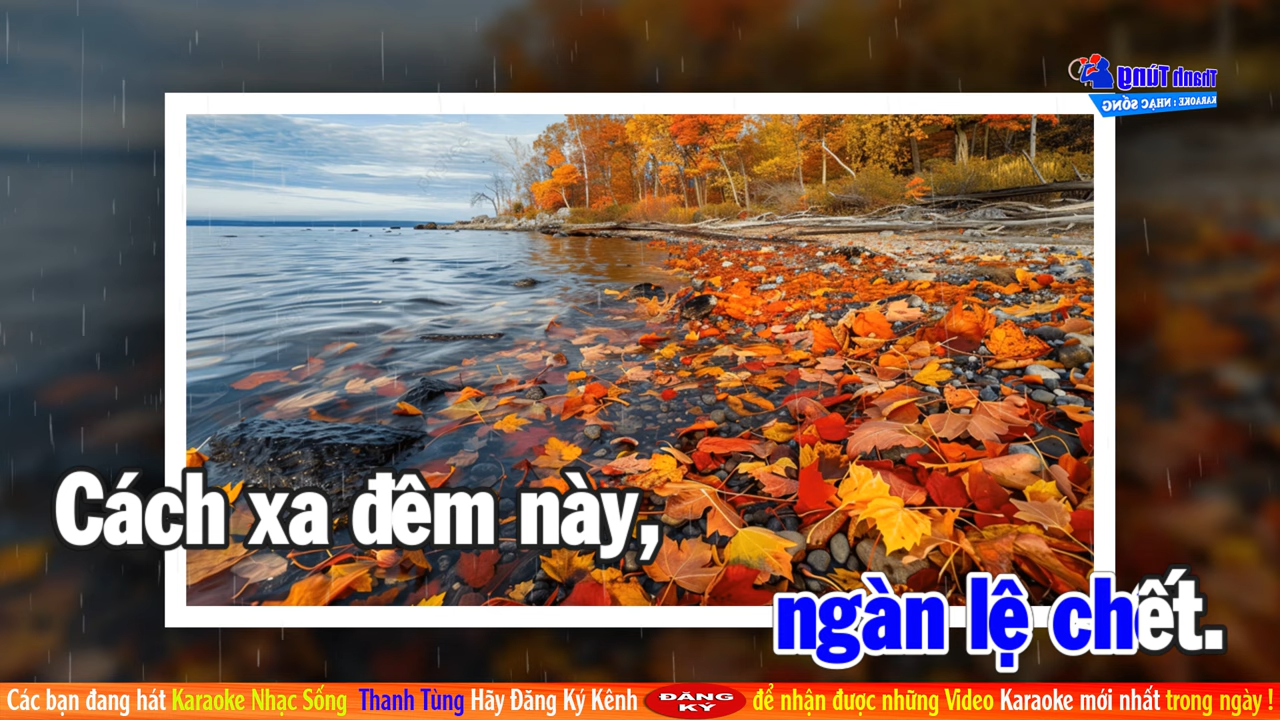 Thanh Tùng
KARAOKE : NHẠC SỐNG
Cách xa đêm này,
ngàn lệ chết.
Các bạn đang hát Karaoke Nhạc Sống Thanh Tùng Hãy Đăng Ký Kênh ĐĂNG KÝ để nhận được những Video Karaoke mới nhất trong ngày !